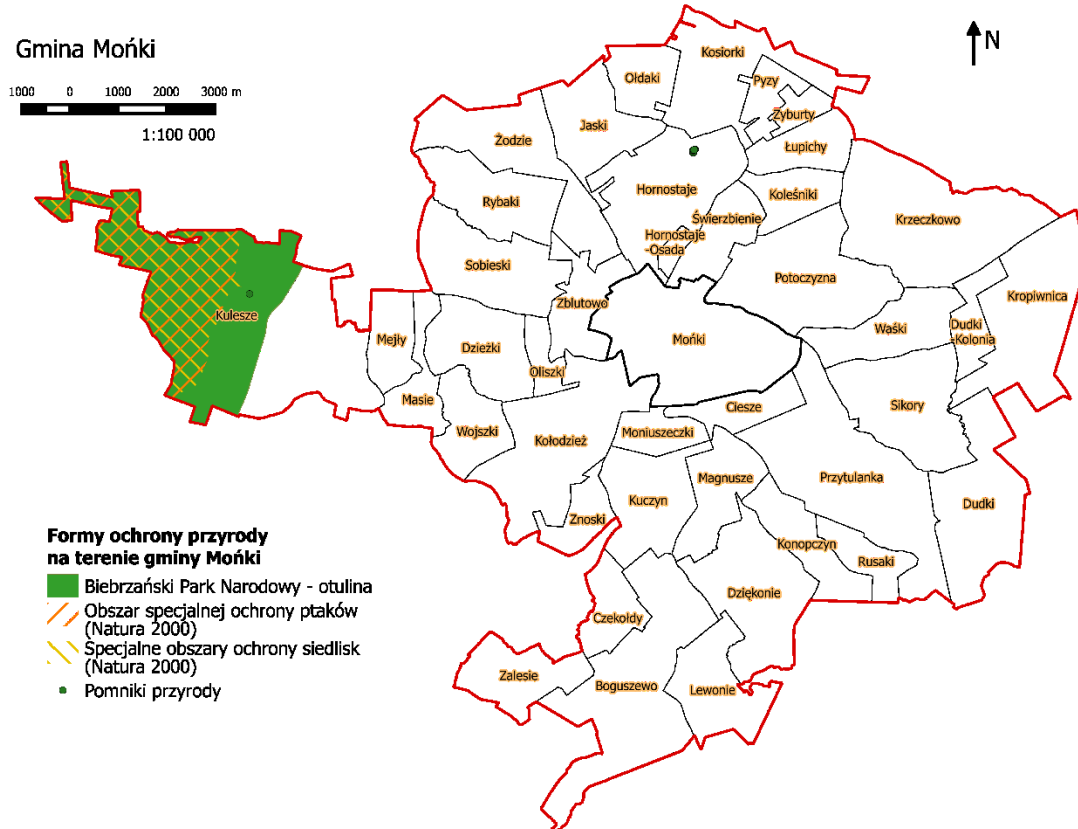 Gmina Mońki
N
1000 0 1000 2000 3000 m
1:100 000
Kosiorki
Ołdaki
Pyzy
Zyburty
Jaski
Żodzie
Łupichy
Hornostaje
Koleśniki
Rybaki
Świerzbienie
Krzeczkowo
Hornostaje
-Osada
Sobieski
Potoczyzna
Kropiwnica
Zblutowo
Kulesze
Wąśki
Dudki
-Kolonia
Mejły
Dzieżki
Mońki
Oliszki
Masie
Ciesze
Sikory
Wojszki
Kołodzież
Moniuszeczki
Magnusze
Przytulanka
Kuczyn
Dudki
Znoski
Konopczyn
Rusaki
Dziękonie
Czekołdy
Zalesie
Boguszewo
Lewonie
Formy ochrony przyrody
na terenie gminy Mońki
Biebrzański Park Narodowy - otulina
Obszar specjalnej ochrony ptaków
(Natura 2000)
Specjalne obszary ochrony siedlisk
(Natura 2000)
Pomniki przyrody